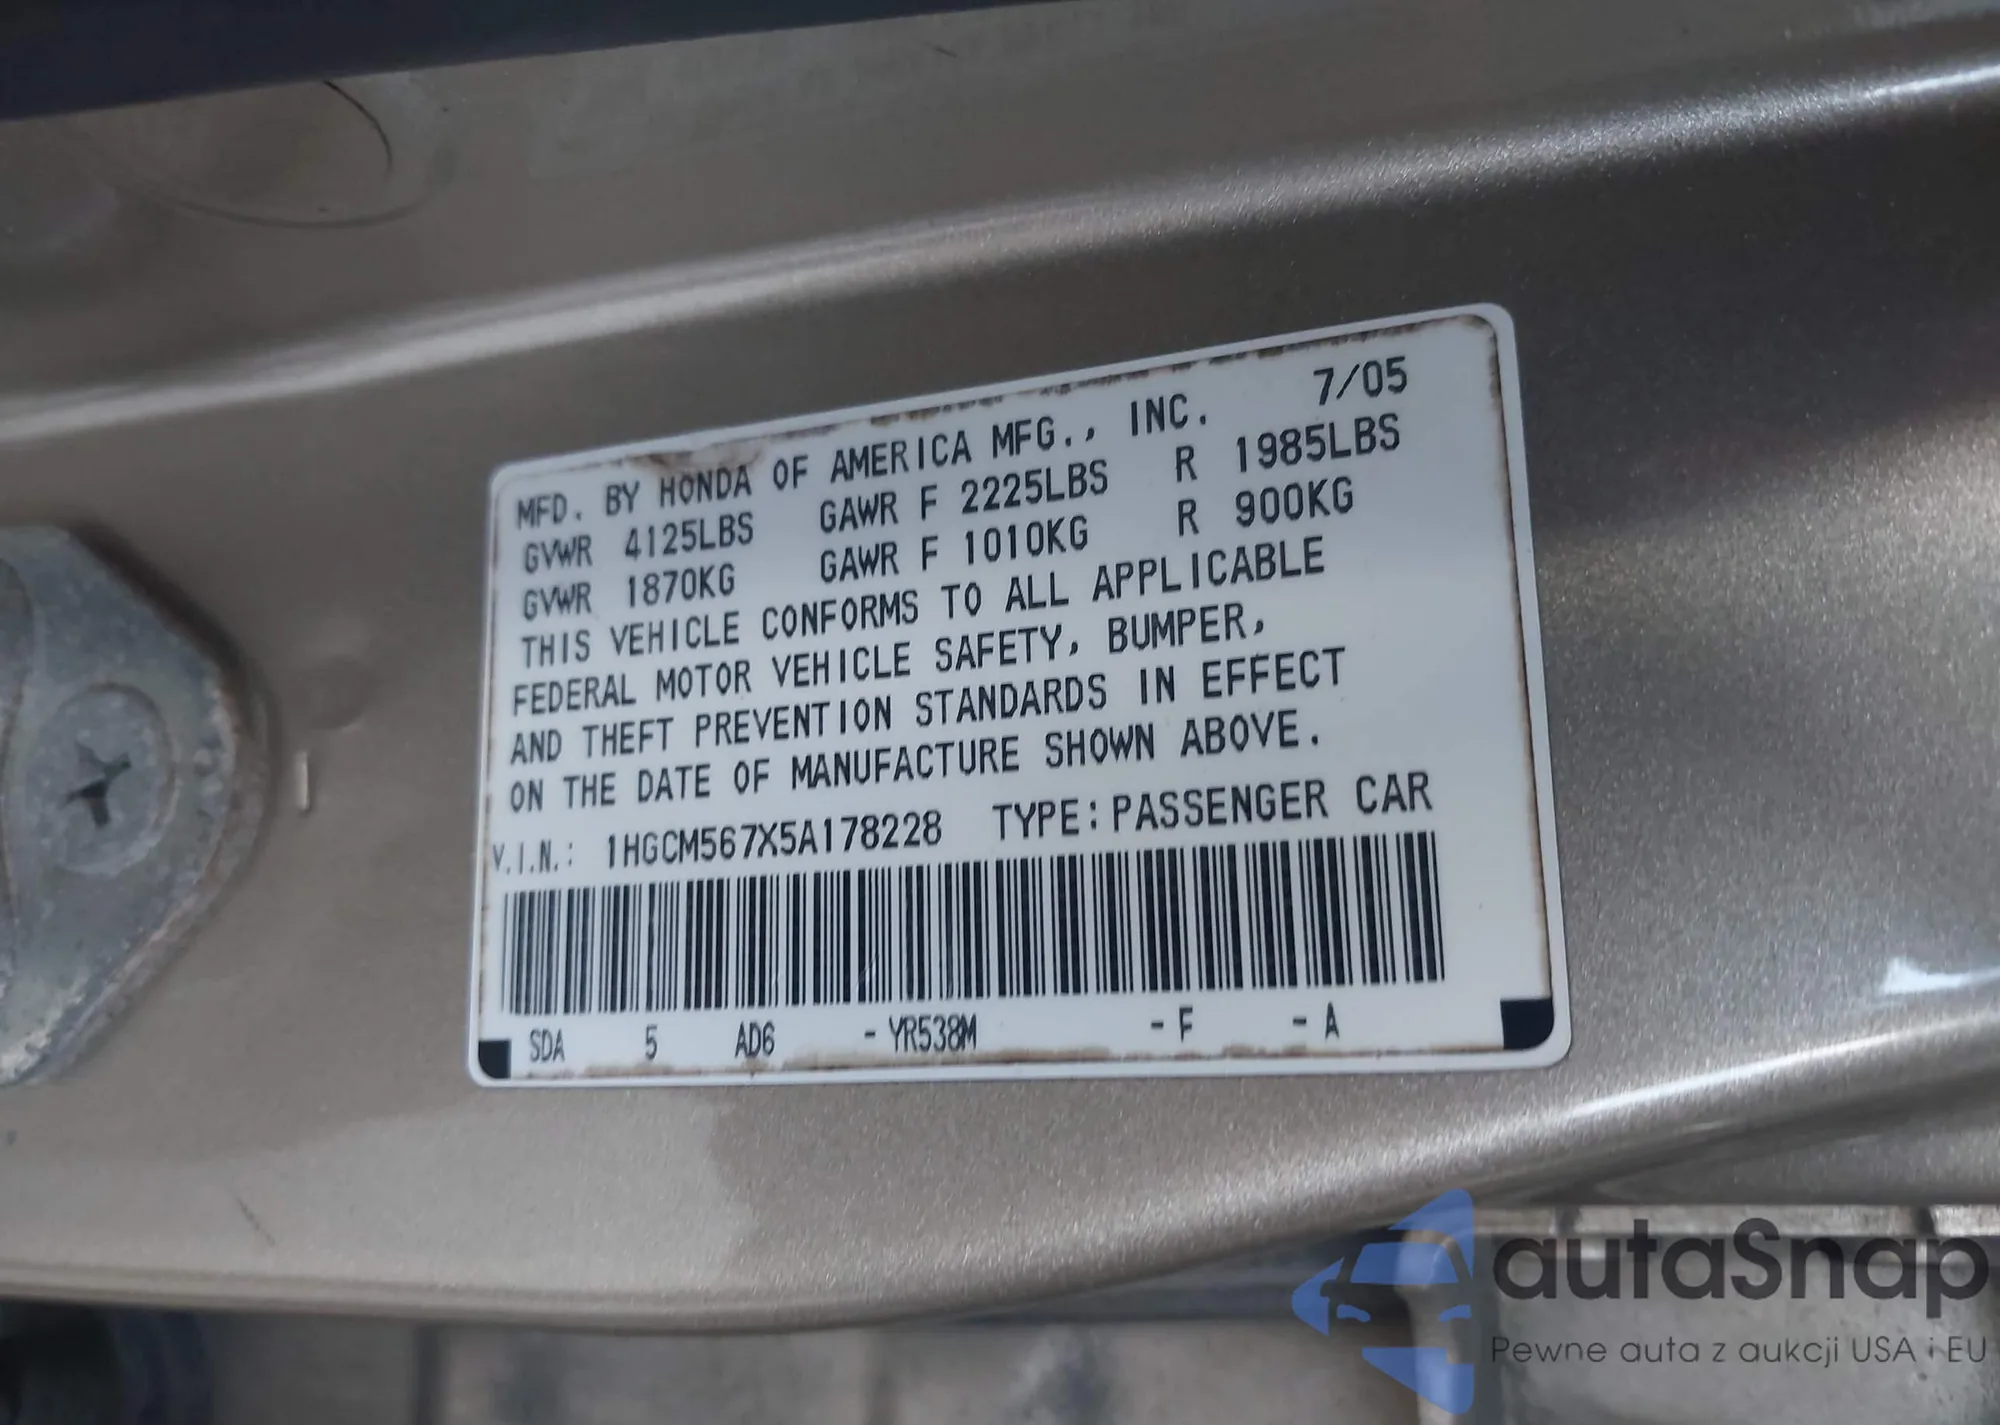 MFD. BY HONDA OF AMERICA MFG., INC. 7/05
GVWR 4125LBS GAWR F 2225LBS R 1985LBS
GVWR 1870KG GAWR F 1010KG R 900KG
THIS VEHICLE CONFORMS TO ALL APPLICABLE
FEDERAL MOTOR VEHICLE SAFETY, BUMPER,
AND THEFT PREVENTION STANDARDS IN EFFECT
ON THE DATE OF MANUFACTURE SHOWN ABOVE.
V.I.N.: 1HGCM567X5A178228 TYPE: PASSENGER CAR
SDA 5 AD6 - YR538M - F - A
autaSnap
Pewne auta z aukcji USA i EU